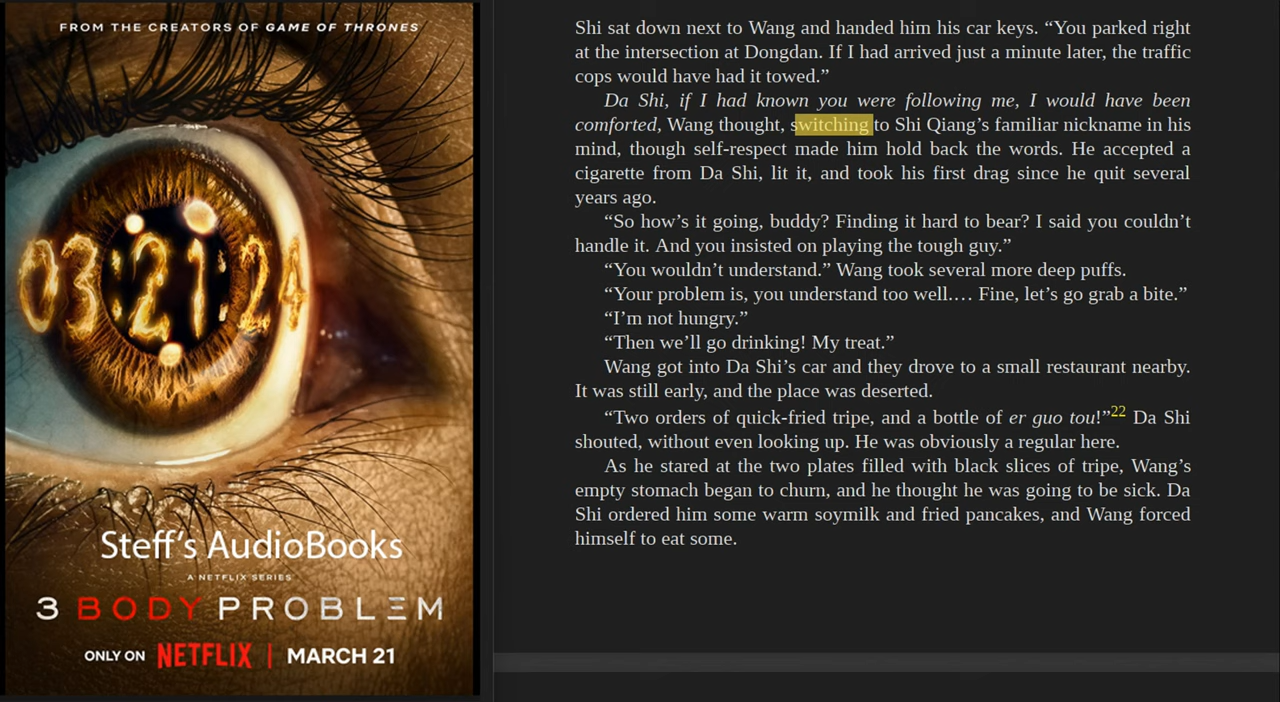 FROM THE CREATORS OF GAME OF THRONES
03:21:24
Steff's AudioBooks
A NETFLIX SERIES
3 BODY PROBLEM
ONLY ON NETFLIX | MARCH 21
Shi sat down next to Wang and handed him his car keys. “You parked right
at the intersection at Dongdan. If I had arrived just a minute later, the traffic
cops would have had it towed.”
Da Shi, if I had known you were following me, I would have been
comforted, Wang thought, switching to Shi Qiang’s familiar nickname in his
mind, though self-respect made him hold back the words. He accepted a
cigarette from Da Shi, lit it, and took his first drag since he quit several
years ago.
“So how’s it going, buddy? Finding it hard to bear? I said you couldn’t
handle it. And you insisted on playing the tough guy.”
“You wouldn’t understand.” Wang took several more deep puffs.
“Your problem is, you understand too well.… Fine, let’s go grab a bite.”
“I’m not hungry.”
“Then we’ll go drinking! My treat.”
Wang got into Da Shi’s car and they drove to a small restaurant nearby.
It was still early, and the place was deserted.
“Two orders of quick-fried tripe, and a bottle of er guo tou!”22 Da Shi
shouted, without even looking up. He was obviously a regular here.
As he stared at the two plates filled with black slices of tripe, Wang’s
empty stomach began to churn, and he thought he was going to be sick. Da
Shi ordered him some warm soymilk and fried pancakes, and Wang forced
himself to eat some.